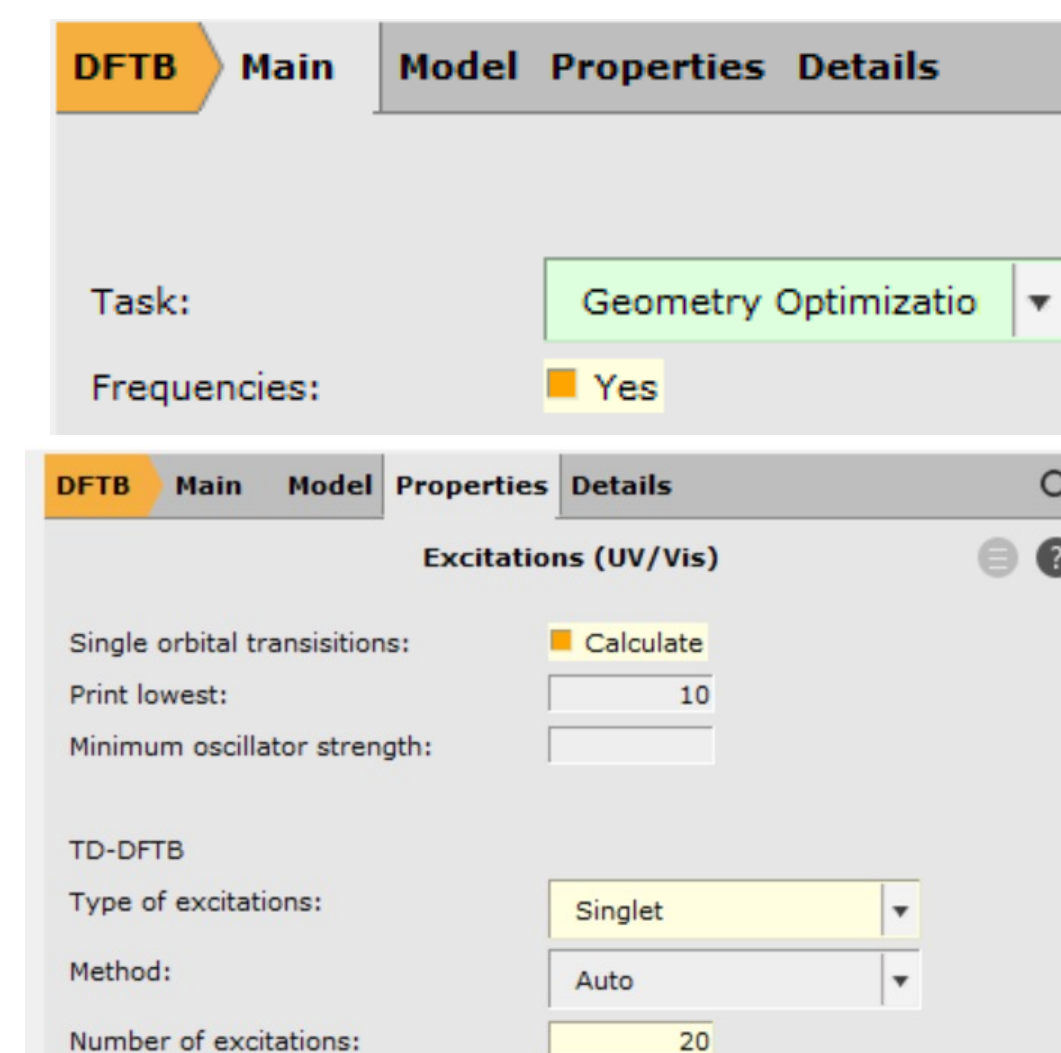 DFTB Main Model Properties Details
Task: Geometry Optimizatio
Frequencies: Yes
DFTB Main Model Properties Details
Excitations (UV/Vis) ?
Single orbital transisitions: Calculate
Print lowest: 10
Minimum oscillator strength:
TD-DFTB
Type of excitations: Singlet
Method: Auto
Number of excitations: 20